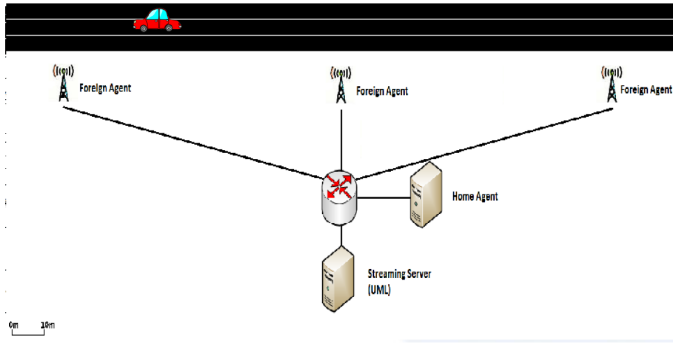 Foreign Agent
Foreign Agent
Foreign Agent
Home Agent
Streaming Server
(UML)
0m 10m